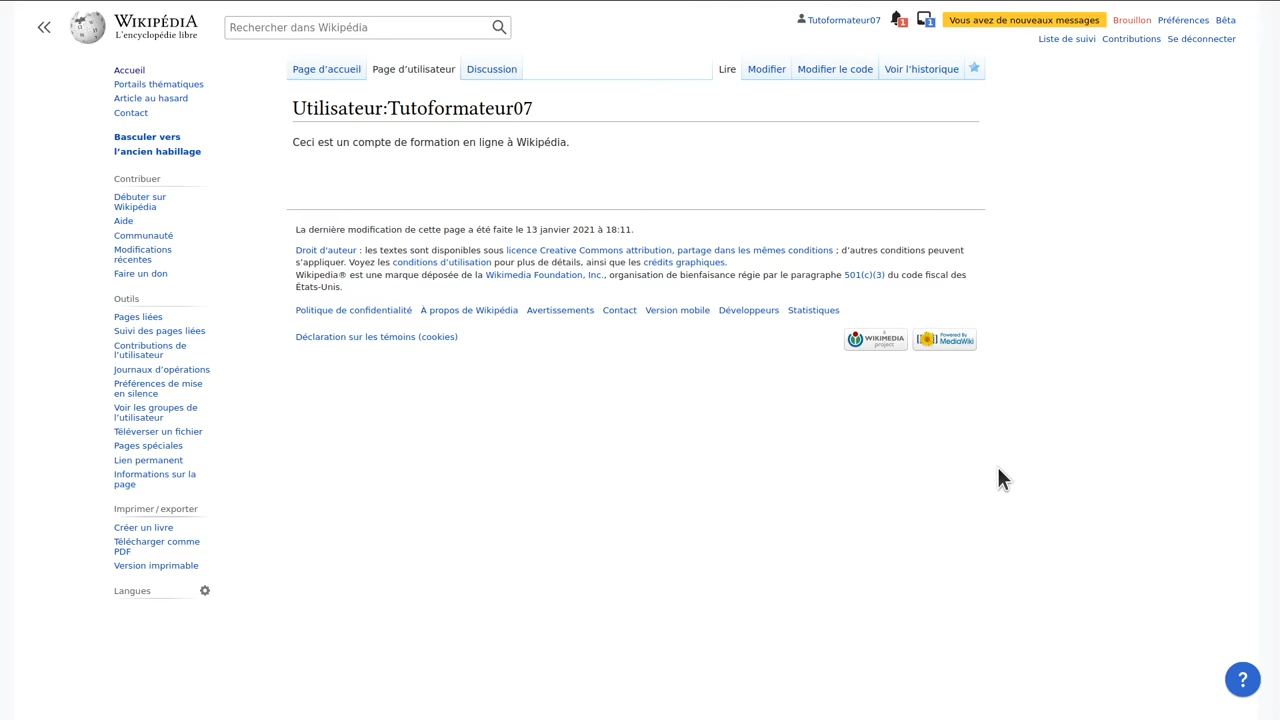 WIKIPÉDIA
L'encyclopédie libre
Rechercher dans Wikipédia
Tutoformateur07
1
1
Vous avez de nouveaux messages
Brouillon
Préférences
Bêta
Liste de suivi
Contributions
Se déconnecter
Accueil
Portails thématiques
Article au hasard
Contact
Basculer vers
l’ancien habillage
Contribuer
Débuter sur
Wikipédia
Aide
Communauté
Modifications
récentes
Faire un don
Outils
Pages liées
Suivi des pages liées
Contributions de
l’utilisateur
Journaux d’opérations
Préférences de mise
en silence
Voir les groupes de
l’utilisateur
Téléverser un fichier
Pages spéciales
Lien permanent
Informations sur la
page
Imprimer / exporter
Créer un livre
Télécharger comme
PDF
Version imprimable
Langues
Page d’accueil
Page d’utilisateur
Discussion
Lire
Modifier
Modifier le code
Voir l’historique
Utilisateur:Tutoformateur07
Ceci est un compte de formation en ligne à Wikipédia.
La dernière modification de cette page a été faite le 13 janvier 2021 à 18:11.
Droit d'auteur : les textes sont disponibles sous licence Creative Commons attribution, partage dans les mêmes conditions ; d’autres conditions peuvent
s’appliquer. Voyez les conditions d’utilisation pour plus de détails, ainsi que les crédits graphiques.
Wikipedia® est une marque déposée de la Wikimedia Foundation, Inc., organisation de bienfaisance régie par le paragraphe 501(c)(3) du code fiscal des
États-Unis.
Politique de confidentialité
À propos de Wikipédia
Avertissements
Contact
Version mobile
Développeurs
Statistiques
Déclaration sur les témoins (cookies)
A
WIKIMEDIA
project
Powered By
MediaWiki
?